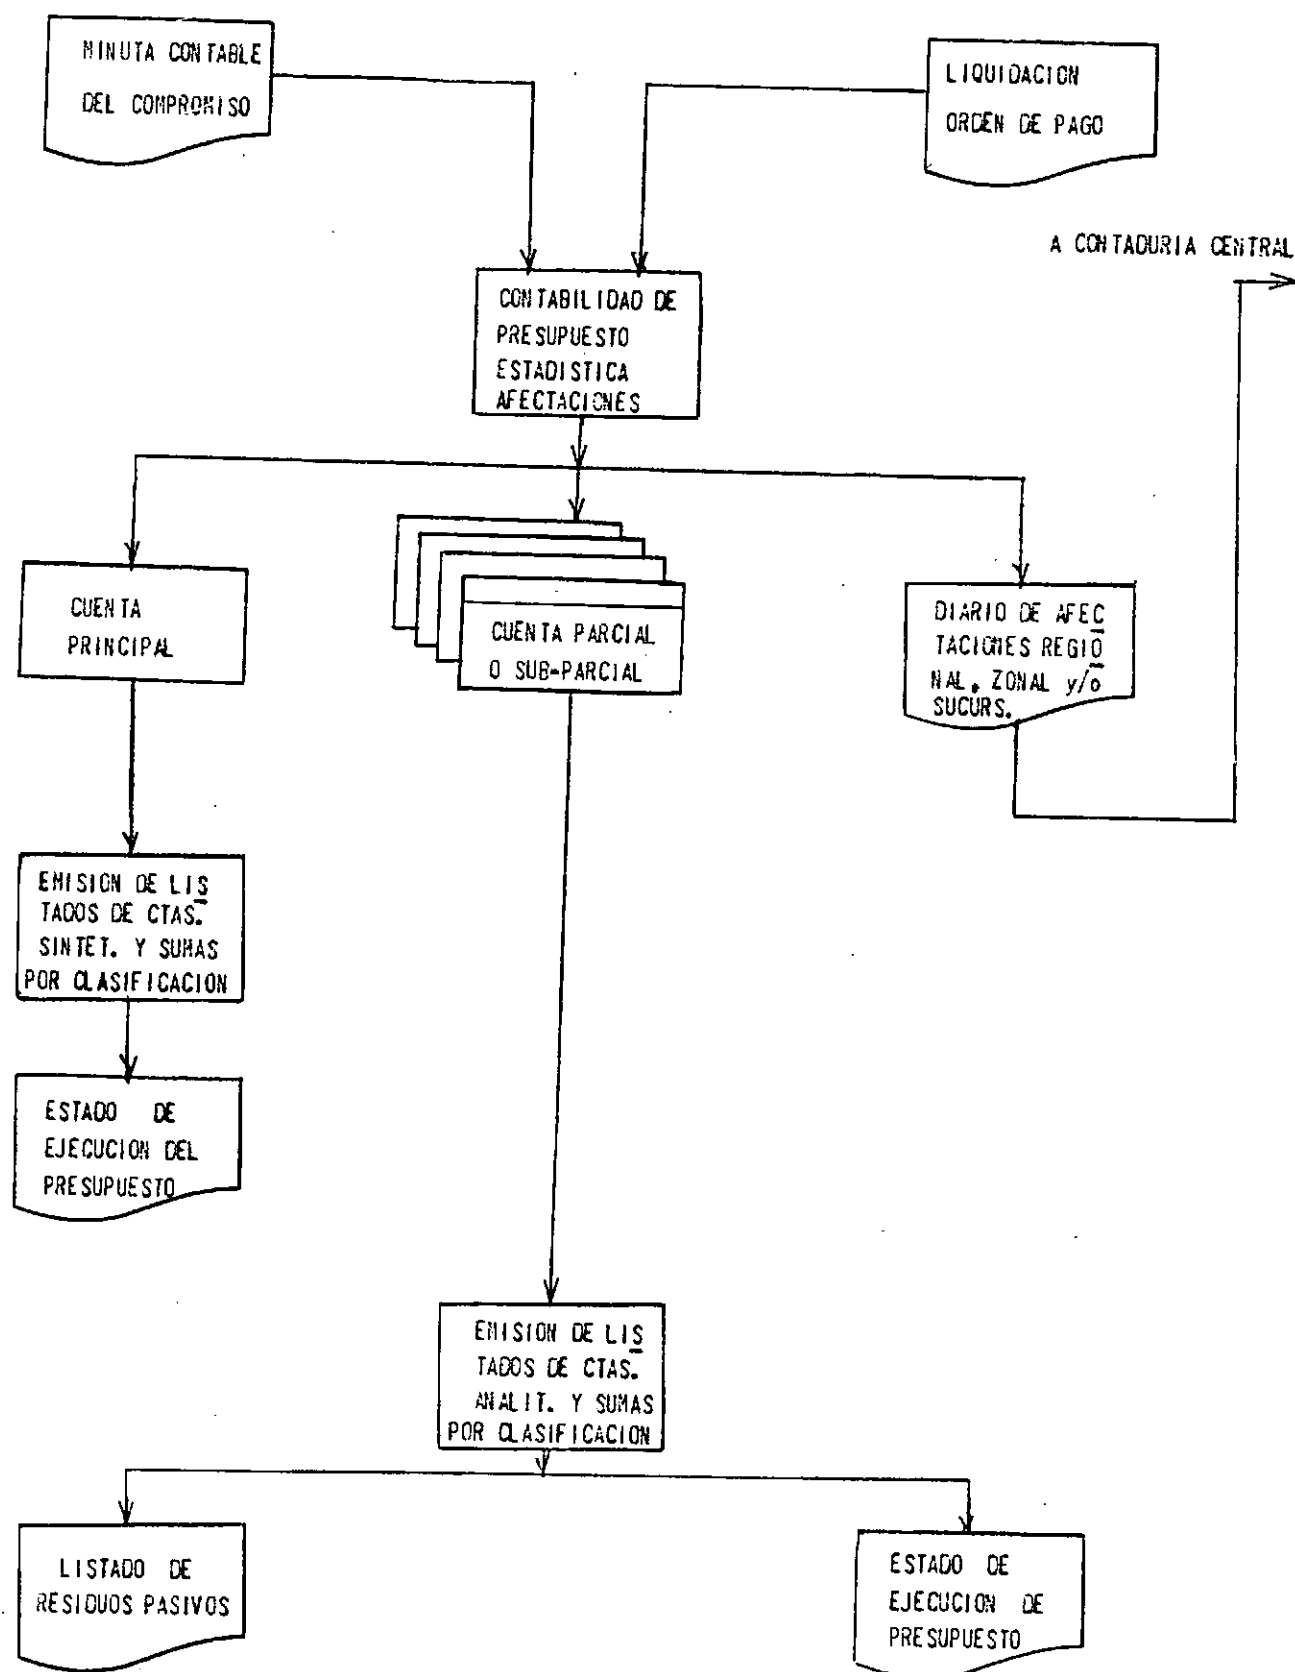 MINUTA CONTABLE
DEL COMPROMISO
LIQUIDACION
ORDEN DE PAGO
A CONTADURIA CENTRAL
CONTABILIDAD DE
PRESUPUESTO
ESTADISTICA
AFECTACIONES
CUENTA
PRINCIPAL
CUENTA PARCIAL
O SUB-PARCIAL
DIARIO DE AFEC
TACIONES REGIO
NAL, ZONAL y/o
SUCURS.
EMISION DE LIS
TADOS DE CTAS.
SINTET. Y SUMAS
POR CLASIFICACION
ESTADO DE
EJECUCION DEL
PRESUPUESTO
EMISION DE LIS
TADOS DE CTAS.
ANALIT. Y SUMAS
POR CLASIFICACION
LISTADO DE
RESIDUOS PASIVOS
ESTADO DE
EJECUCION DE
PRESUPUESTO